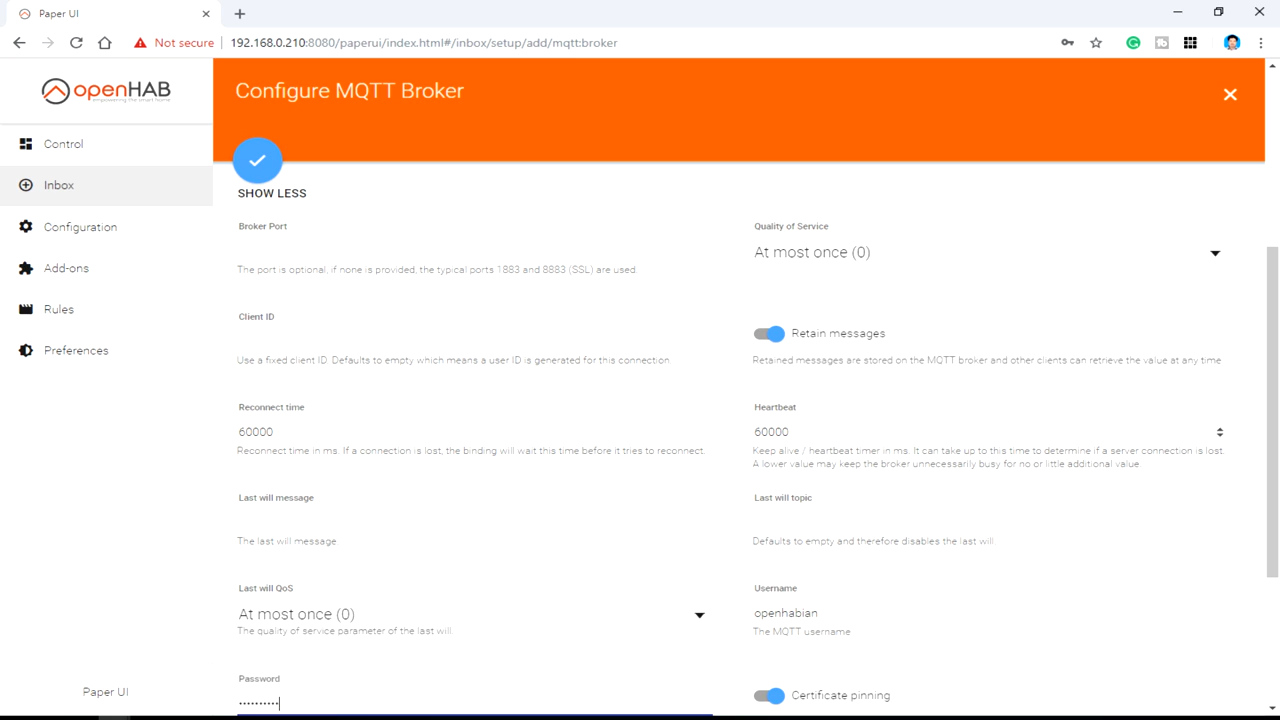 Paper UI
Not secure
192.168.0.210:8080/paperui/index.html#/inbox/setup/add/mqtt:broker
openHAB
empowering the smart home
Control
Inbox
Configuration
Add-ons
Rules
Preferences
Paper UI
Configure MQTT Broker
SHOW LESS
Broker Port
The port is optional, if none is provided, the typical ports 1883 and 8883 (SSL) are used.
Quality of Service
At most once (0)
Client ID
Use a fixed client ID. Defaults to empty which means a user ID is generated for this connection.
Retain messages
Retained messages are stored on the MQTT broker and other clients can retrieve the value at any time
Reconnect time
60000
Reconnect time in ms. If a connection is lost, the binding will wait this time before it tries to reconnect.
Heartbeat
60000
Keep alive / heartbeat timer in ms. It can take up to this time to determine if a server connection is lost.
A lower value may keep the broker unnecessarily busy for no or little additional value.
Last will message
The last will message
Last will topic
Defaults to empty and therefore disables the last will
Last will QoS
At most once (0)
The quality of service parameter of the last will.
Username
openhabian
The MQTT username
Password
••••••••••
Certificate pinning